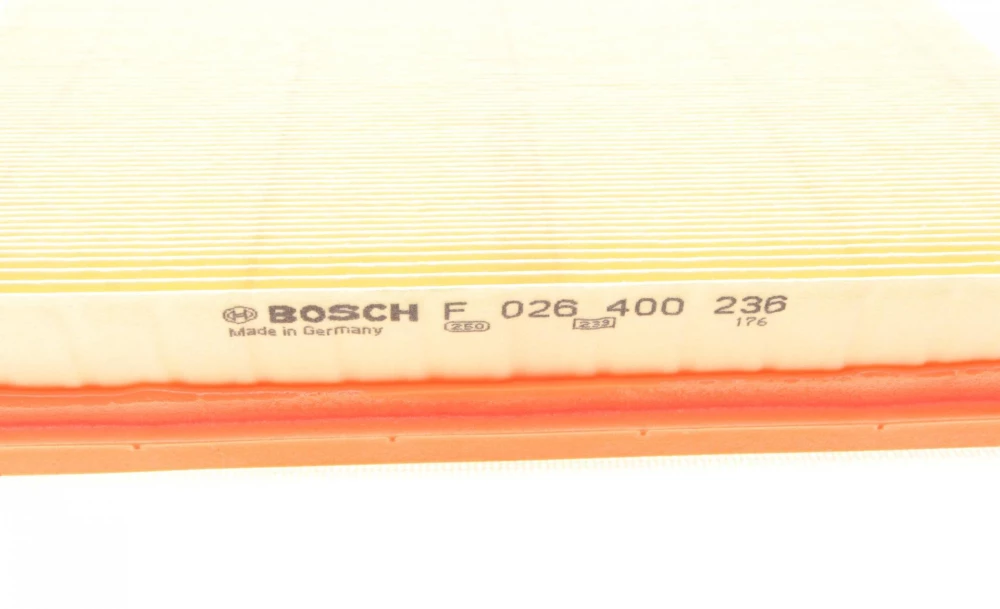 BOSCH F 026 400 236
Made in Germany 250 239 176